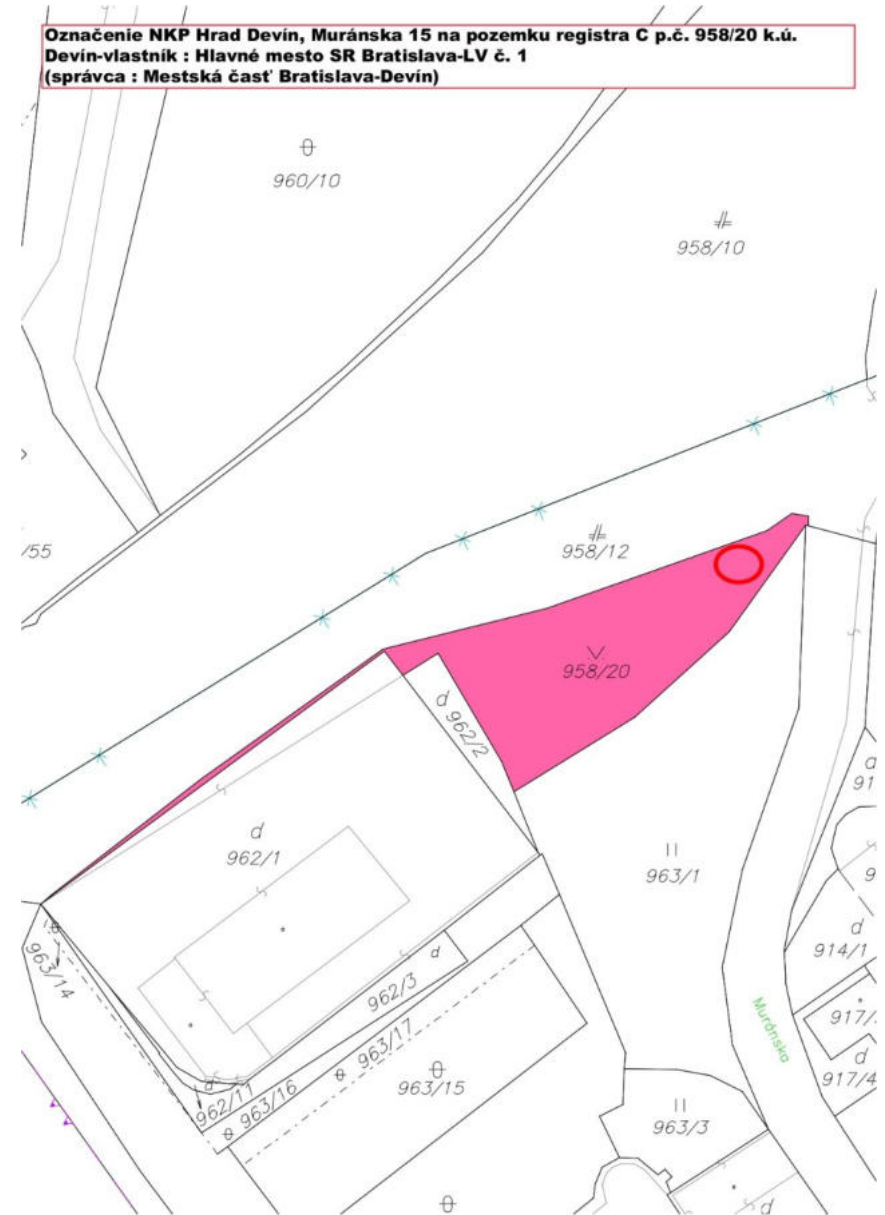 Označenie NKP Hrad Devín, Muránska 15 na pozemku registra C p.č. 958/20 k.ú.
Devín-vlastník : Hlavné mesto SR Bratislava-LV č. 1
(správca : Mestská časť Bratislava-Devín)
960/10
958/10
/55
958/12
958/20
d 962/2
d
91
d
962/1
963/1
9
963/14
d
914/1
d
962/3
917/
963/17
Muránska
d
963/15
917/4
d
962/11
963/16
963/3
d